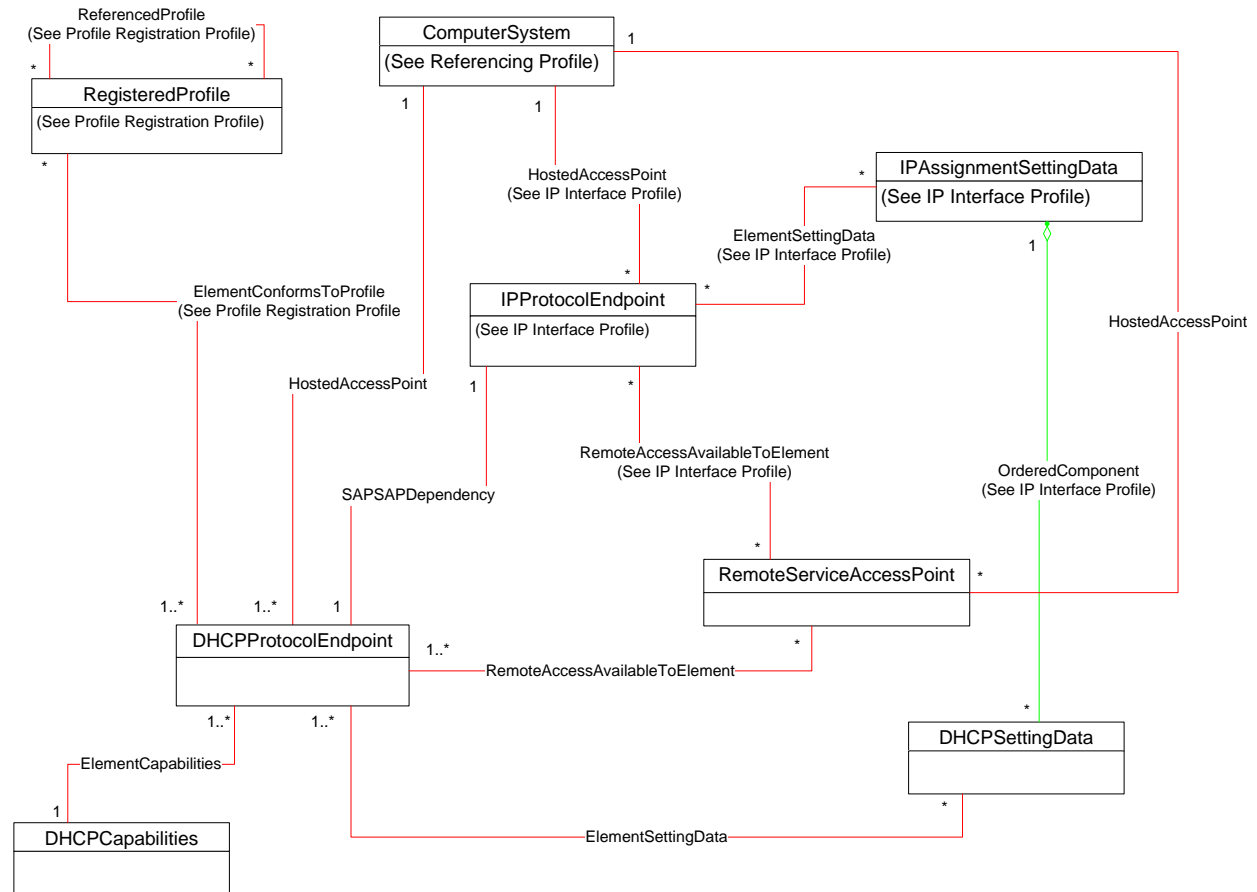 ReferencedProfile
(See Profile Registration Profile)
*
*
RegisteredProfile
(See Profile Registration Profile)
*
ComputerSystem
(See Referencing Profile)
1
1
1
HostedAccessPoint
(See IP Interface Profile)
*
IPAssignmentSettingData
(See IP Interface Profile)
*
1
ElementSettingData
(See IP Interface Profile)
*
ElementConformsToProfile
(See Profile Registration Profile
IPProtocolEndpoint
(See IP Interface Profile)
1
*
HostedAccessPoint
HostedAccessPoint
RemoteAccessAvailableToElement
(See IP Interface Profile)
OrderedComponent
(See IP Interface Profile)
SAPSAPDependency
*
RemoteServiceAccessPoint
*
*
1..*
1..*
1
DHCPProtocolEndpoint
1..*
RemoteAccessAvailableToElement
1..*
1..*
*
DHCPSettingData
*
ElementCapabilities
1
DHCPCapabilities
ElementSettingData